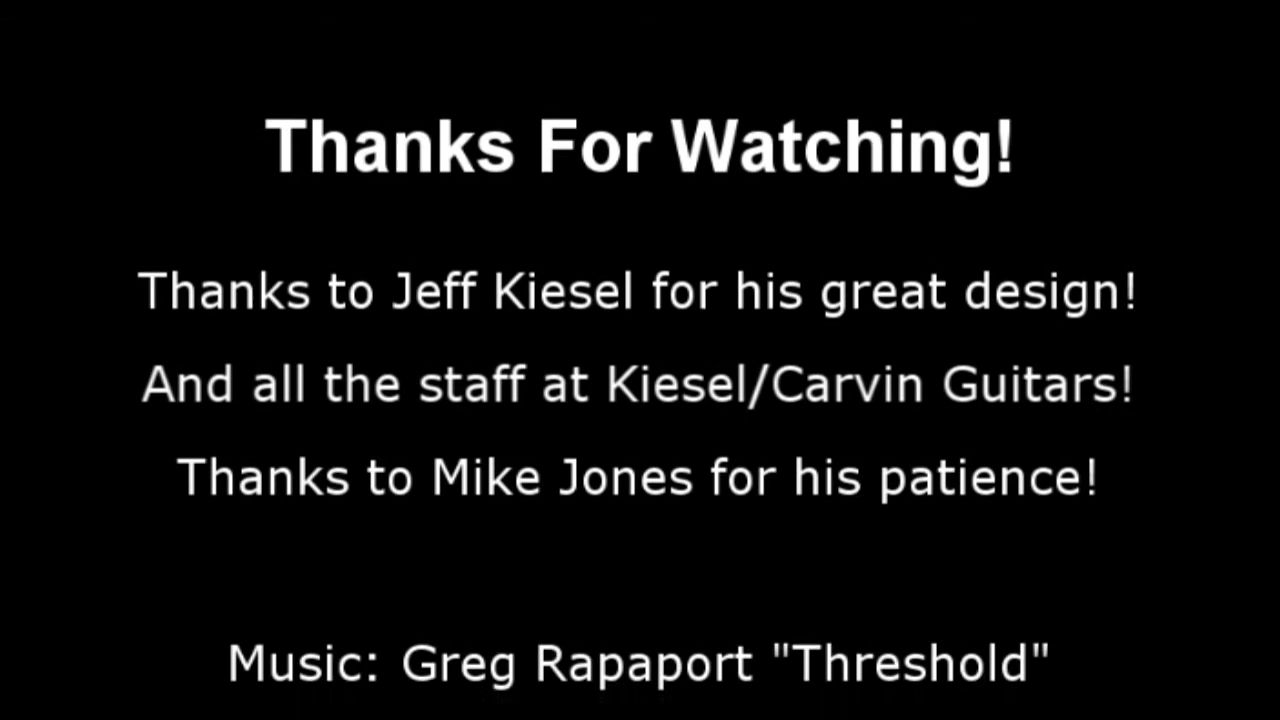 Thanks For Watching!
Thanks to Jeff Kiesel for his great design!
And all the staff at Kiesel/Carvin Guitars!
Thanks to Mike Jones for his patience!
Music: Greg Rapaport "Threshold"